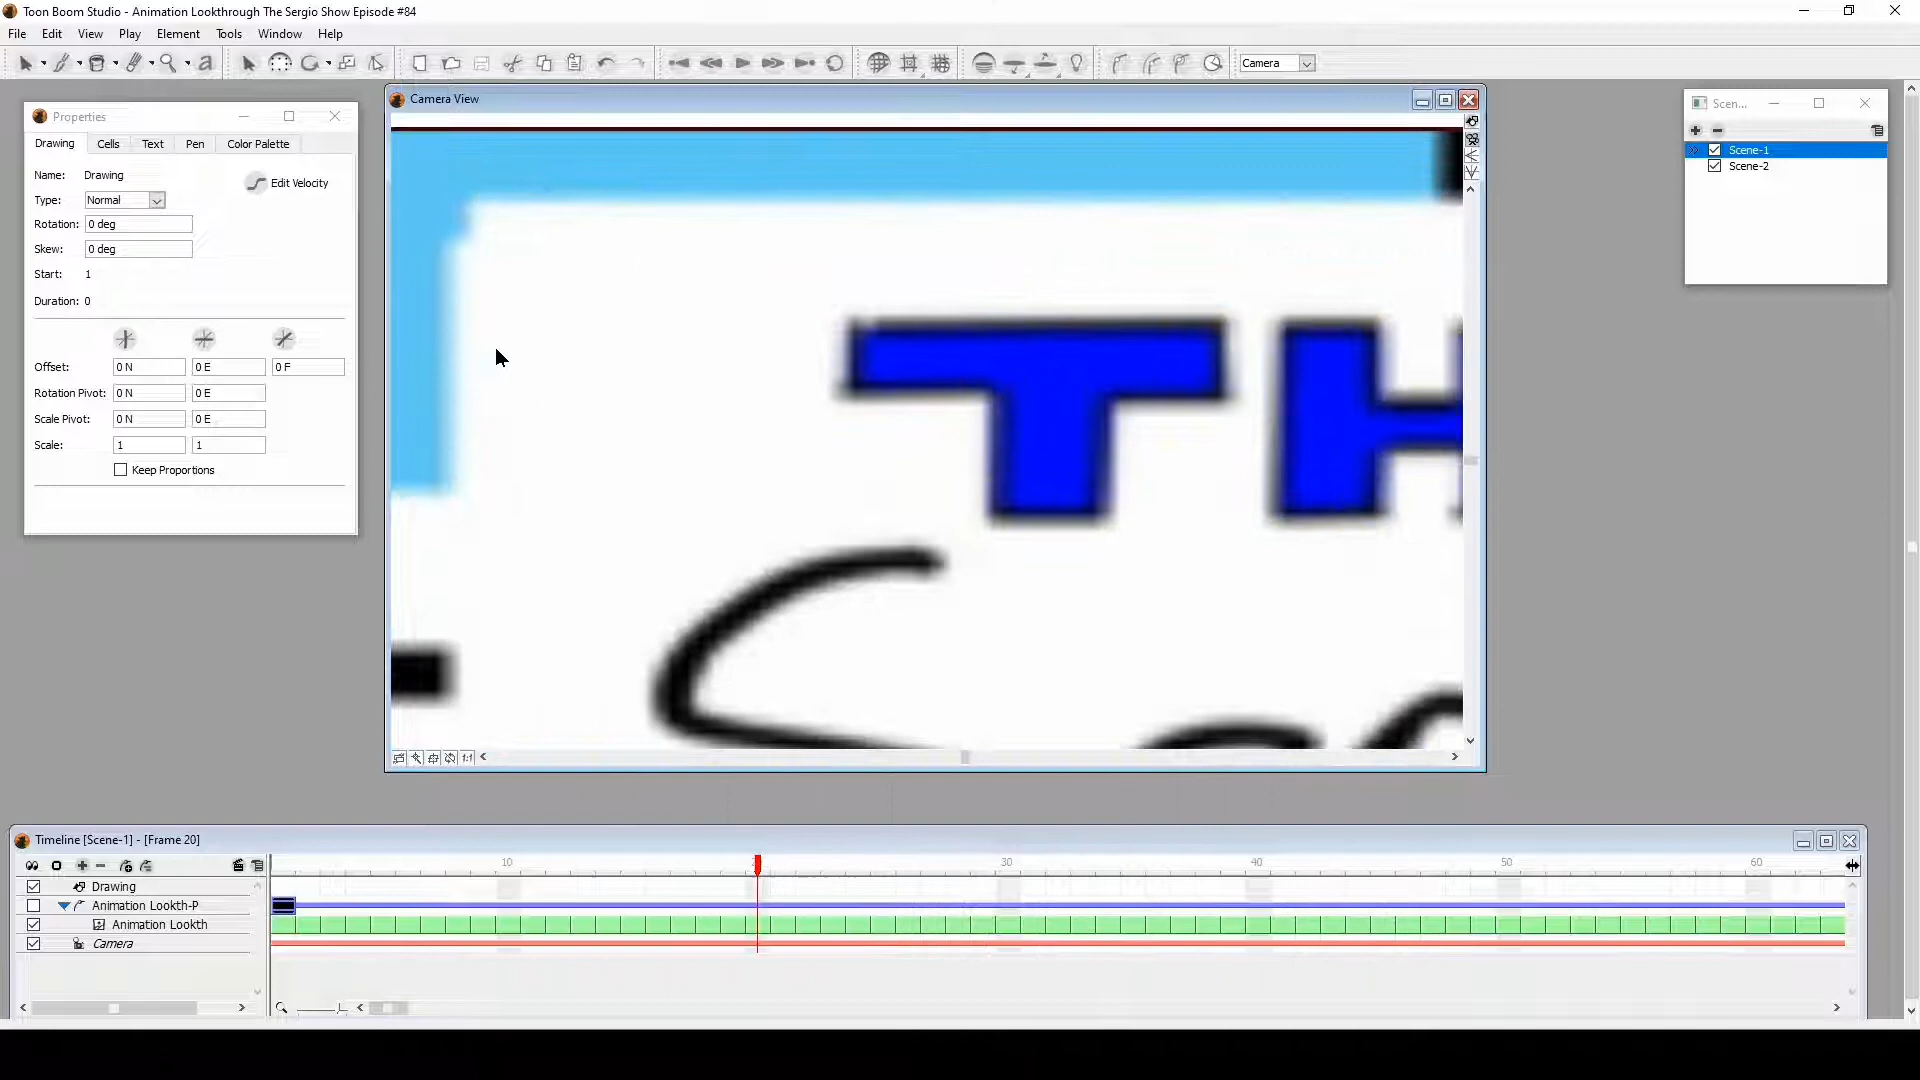 Toon Boom Studio - Animation Lookthrough The Sergio Show Episode #84
File Edit View Play Element Tools Window Help
Camera
Properties
Drawing Cells Text Pen Color Palette
Name: Drawing
Edit Velocity
Type: Normal
Rotation: 0 deg
Skew: 0 deg
Start: 1
Duration: 0
Offset: 0 N 0 E 0 F
Rotation Pivot: 0 N 0 E
Scale Pivot: 0 N 0 E
Scale: 1 1
Keep Proportions
Camera View
TH
1:1
Scen...
Scene-1
Scene-2
Timeline [Scene-1] - [Frame 20]
10 30 40 50 60
Drawing
Animation Lookth-P
Animation Lookth
Camera